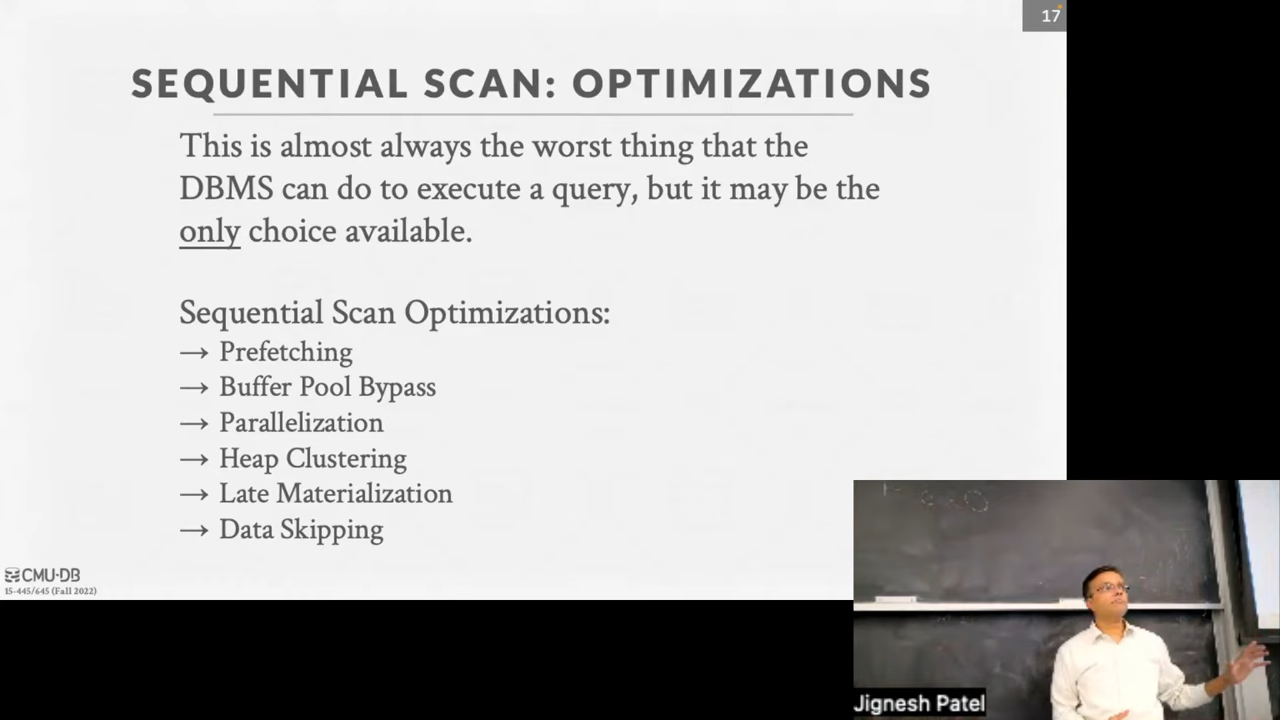 17
SEQUENTIAL SCAN: OPTIMIZATIONS
This is almost always the worst thing that the
DBMS can do to execute a query, but it may be the
only choice available.
Sequential Scan Optimizations:
→ Prefetching
→ Buffer Pool Bypass
→ Parallelization
→ Heap Clustering
→ Late Materialization
→ Data Skipping
CMU·DB
15-445/645 (Fall 2022)
Jignesh Patel